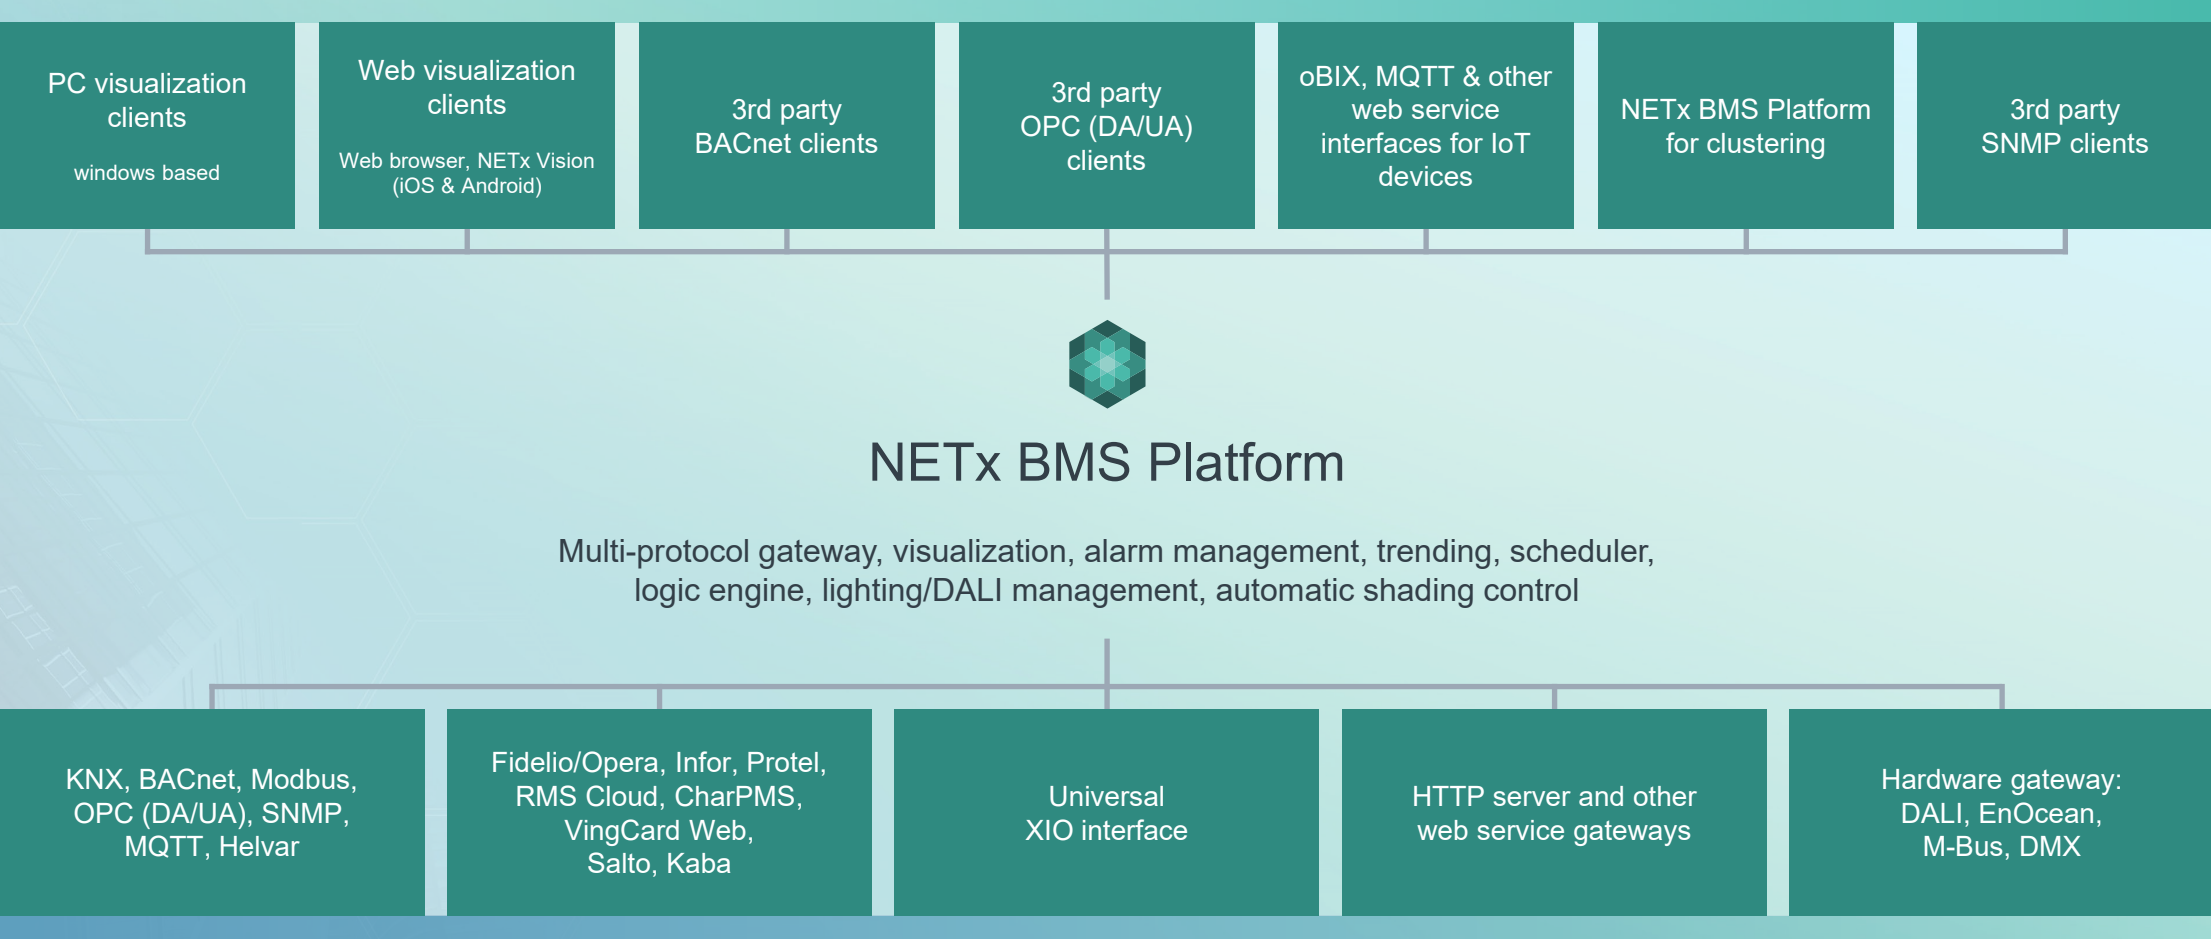 PC visualization
clients
windows based
Web visualization
clients
Web browser, NETx Vision
(iOS & Android)
3rd party
BACnet clients
3rd party
OPC (DA/UA)
clients
oBIX, MQTT & other
web service
interfaces for IoT
devices
NETx BMS Platform
for clustering
3rd party
SNMP clients
NETx BMS Platform
Multi-protocol gateway, visualization, alarm management, trending, scheduler,
logic engine, lighting/DALI management, automatic shading control
KNX, BACnet, Modbus,
OPC (DA/UA), SNMP,
MQTT, Helvar
Fidelio/Opera, Infor, Protel,
RMS Cloud, CharPMS,
VingCard Web,
Salto, Kaba
Universal
XIO interface
HTTP server and other
web service gateways
Hardware gateway:
DALI, EnOcean,
M-Bus, DMX